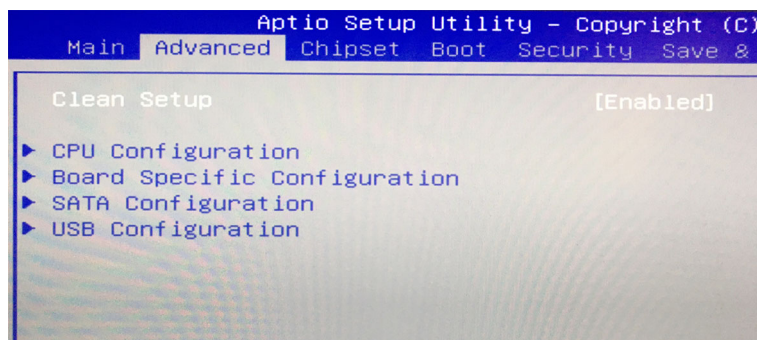 Aptio Setup Utility – Copyright (C)
Main Advanced Chipset Boot Security Save &
Clean Setup [Enabled]
▶ CPU Configuration
▶ Board Specific Configuration
▶ SATA Configuration
▶ USB Configuration